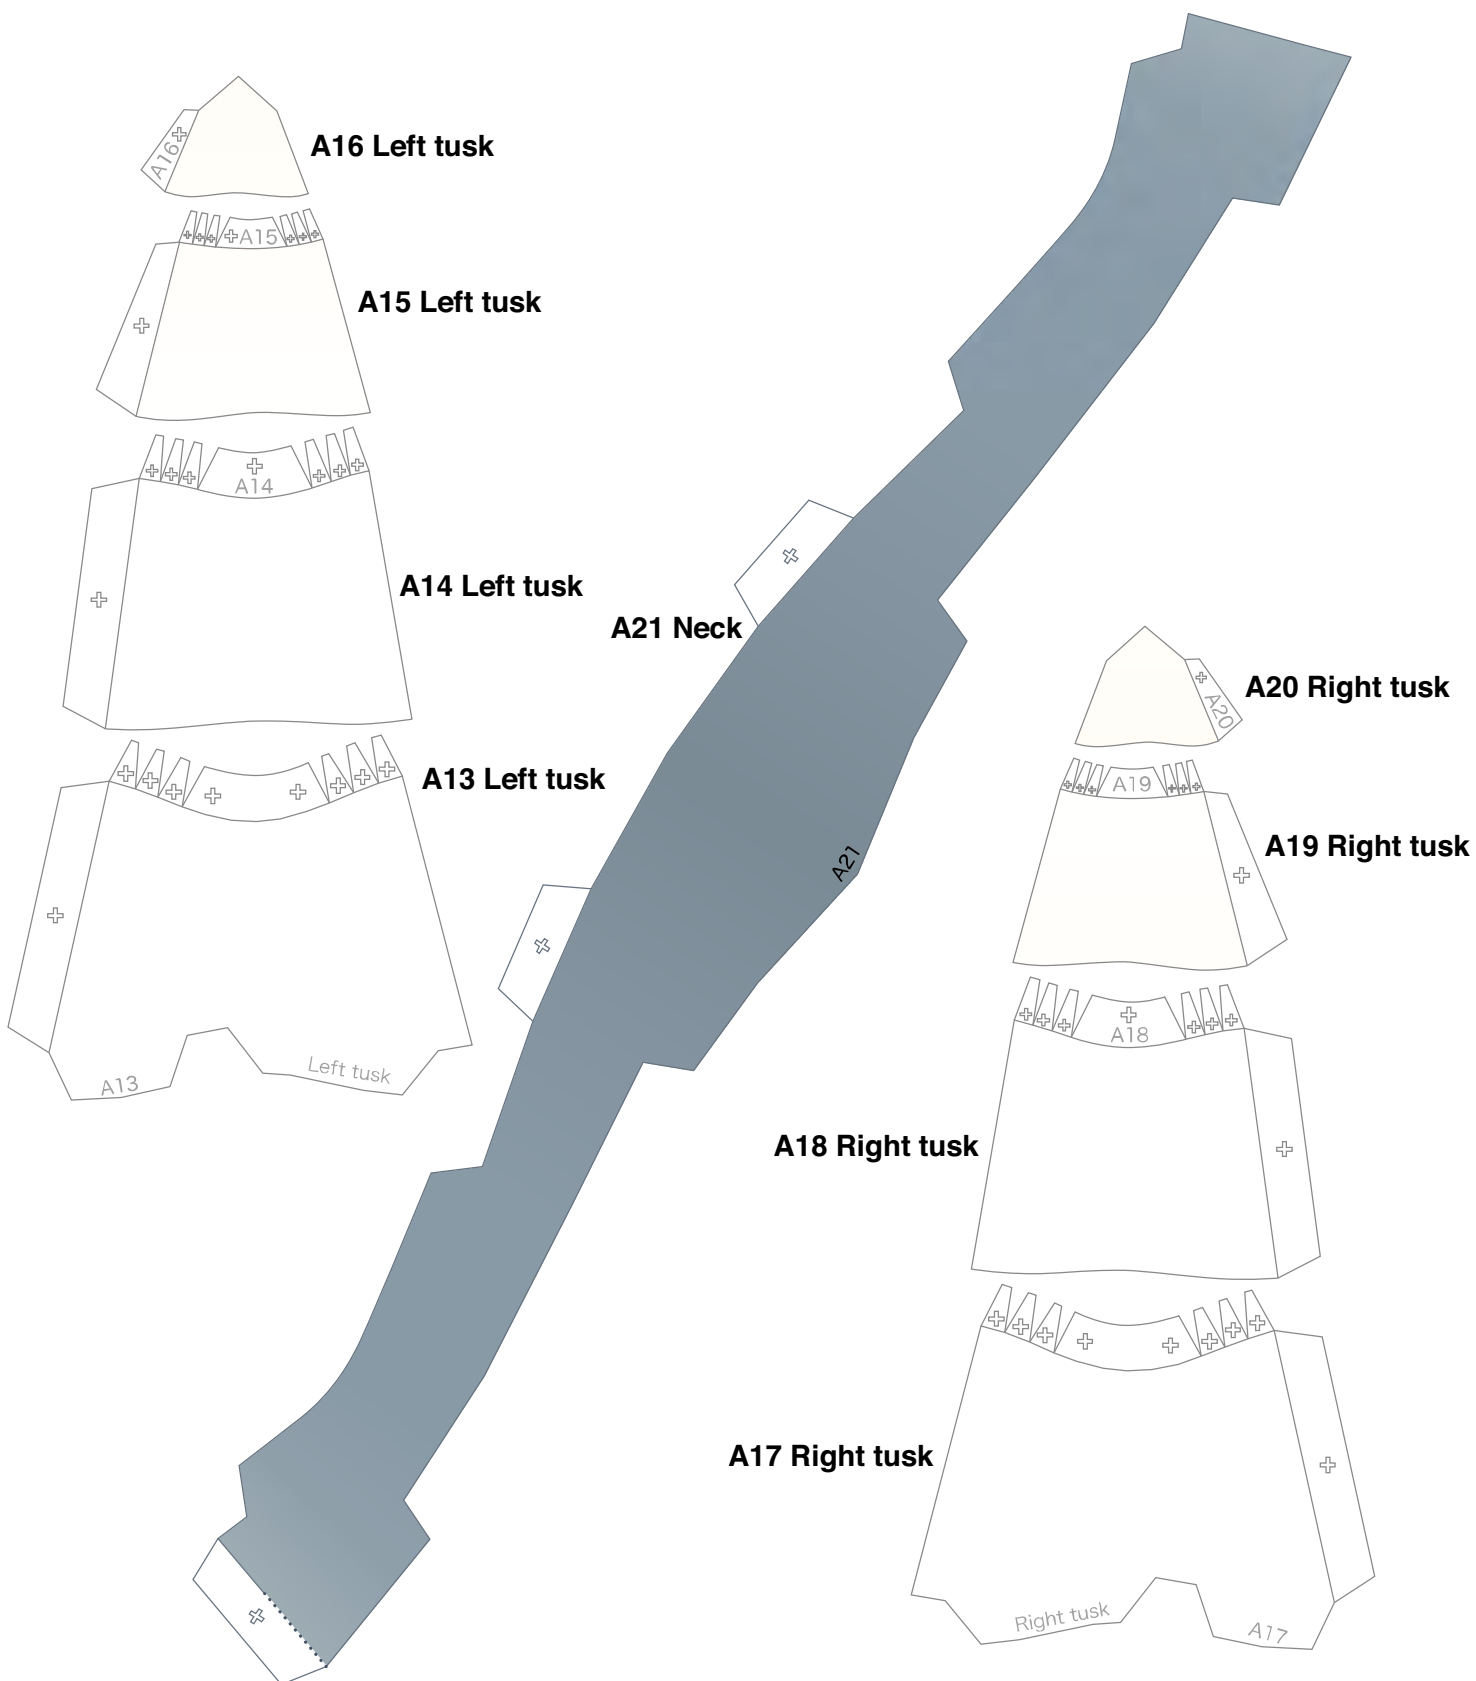 A16 Left tusk
A16
A15
A15 Left tusk
A14
A14 Left tusk
A13 Left tusk
A13
Left tusk
A21 Neck
A21
A20 Right tusk
A20
A19
A19 Right tusk
A18
A18 Right tusk
A17 Right tusk
Right tusk
A17